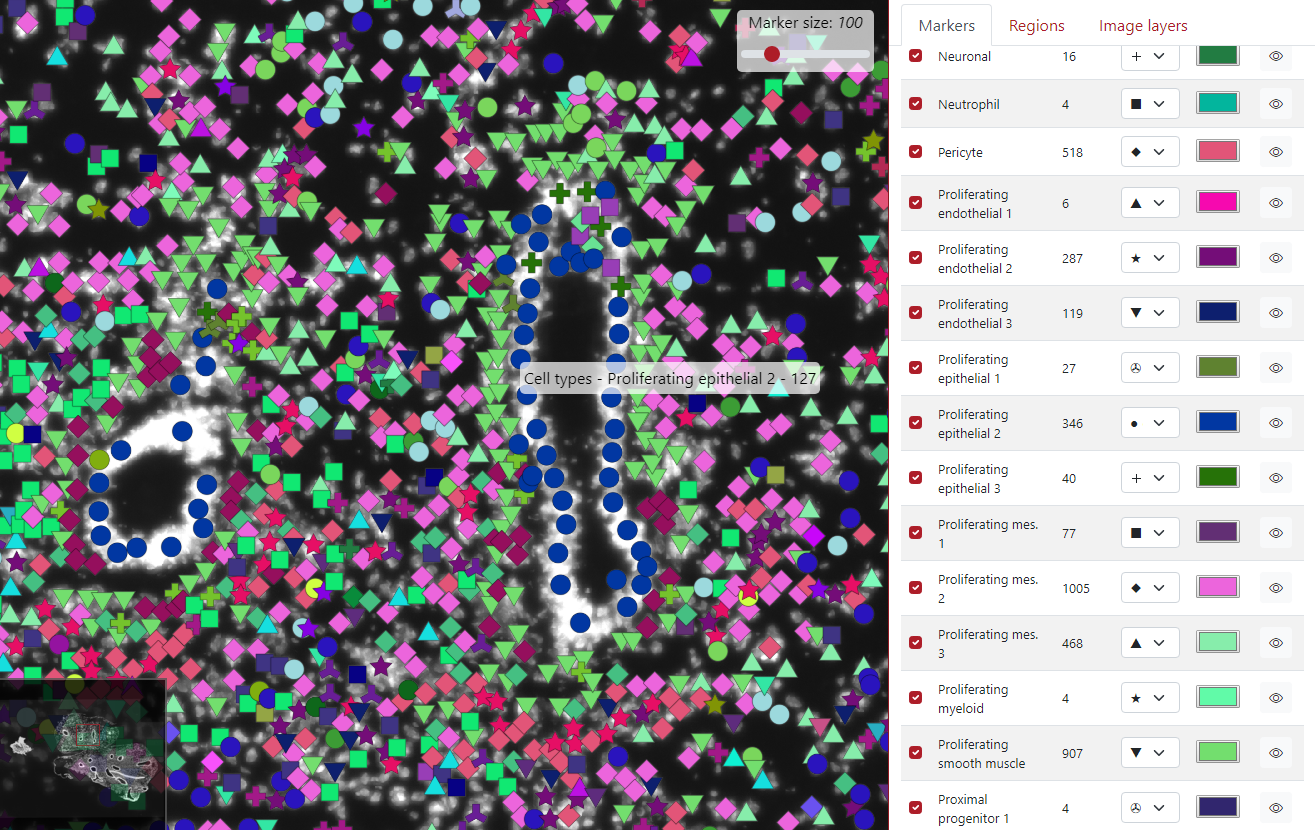 Marker size: 100
Cell types - Proliferating epithelial 2 - 127
Markers Regions Image layers
Neuronal 16
Neutrophil 4
Pericyte 518
Proliferating
endothelial 1 6
Proliferating
endothelial 2 287
Proliferating
endothelial 3 119
Proliferating
epithelial 1 27
Proliferating
epithelial 2 346
Proliferating
epithelial 3 40
Proliferating mes.
1 77
Proliferating mes.
2 1005
Proliferating mes.
3 468
Proliferating
myeloid 4
Proliferating
smooth muscle 907
Proximal
progenitor 1 4